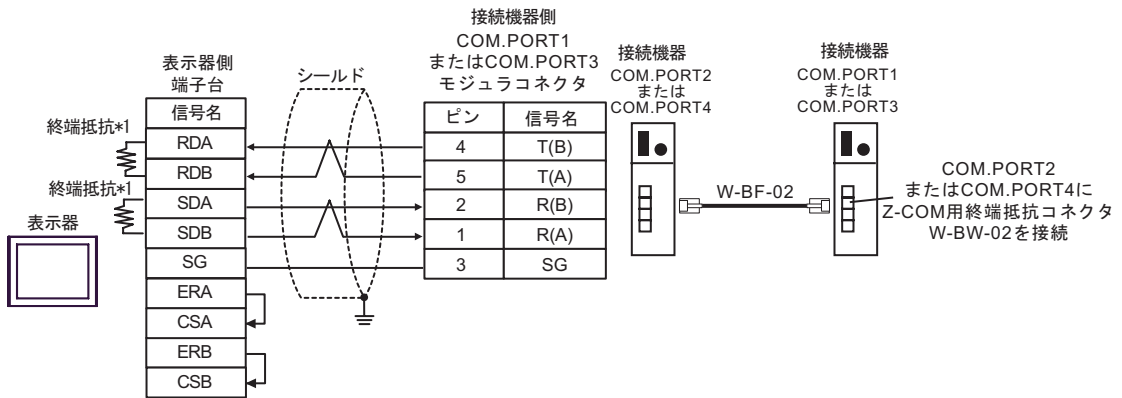 表示器
終端抵抗*1
終端抵抗*1
表示器側
端子台
信号名
RDA
RDB
SDA
SDB
SG
ERA
CSA
ERB
CSB
シールド
接続機器側
COM.PORT1
またはCOM.PORT3
モジュラコネクタ
ピン 信号名
4 T(B)
5 T(A)
2 R(B)
1 R(A)
3 SG
接続機器
COM.PORT2
または
COM.PORT4
W-BF-02
接続機器
COM.PORT1
または
COM.PORT3
COM.PORT2
またはCOM.PORT4に
Z-COM用終端抵抗コネクタ
W-BW-02を接続